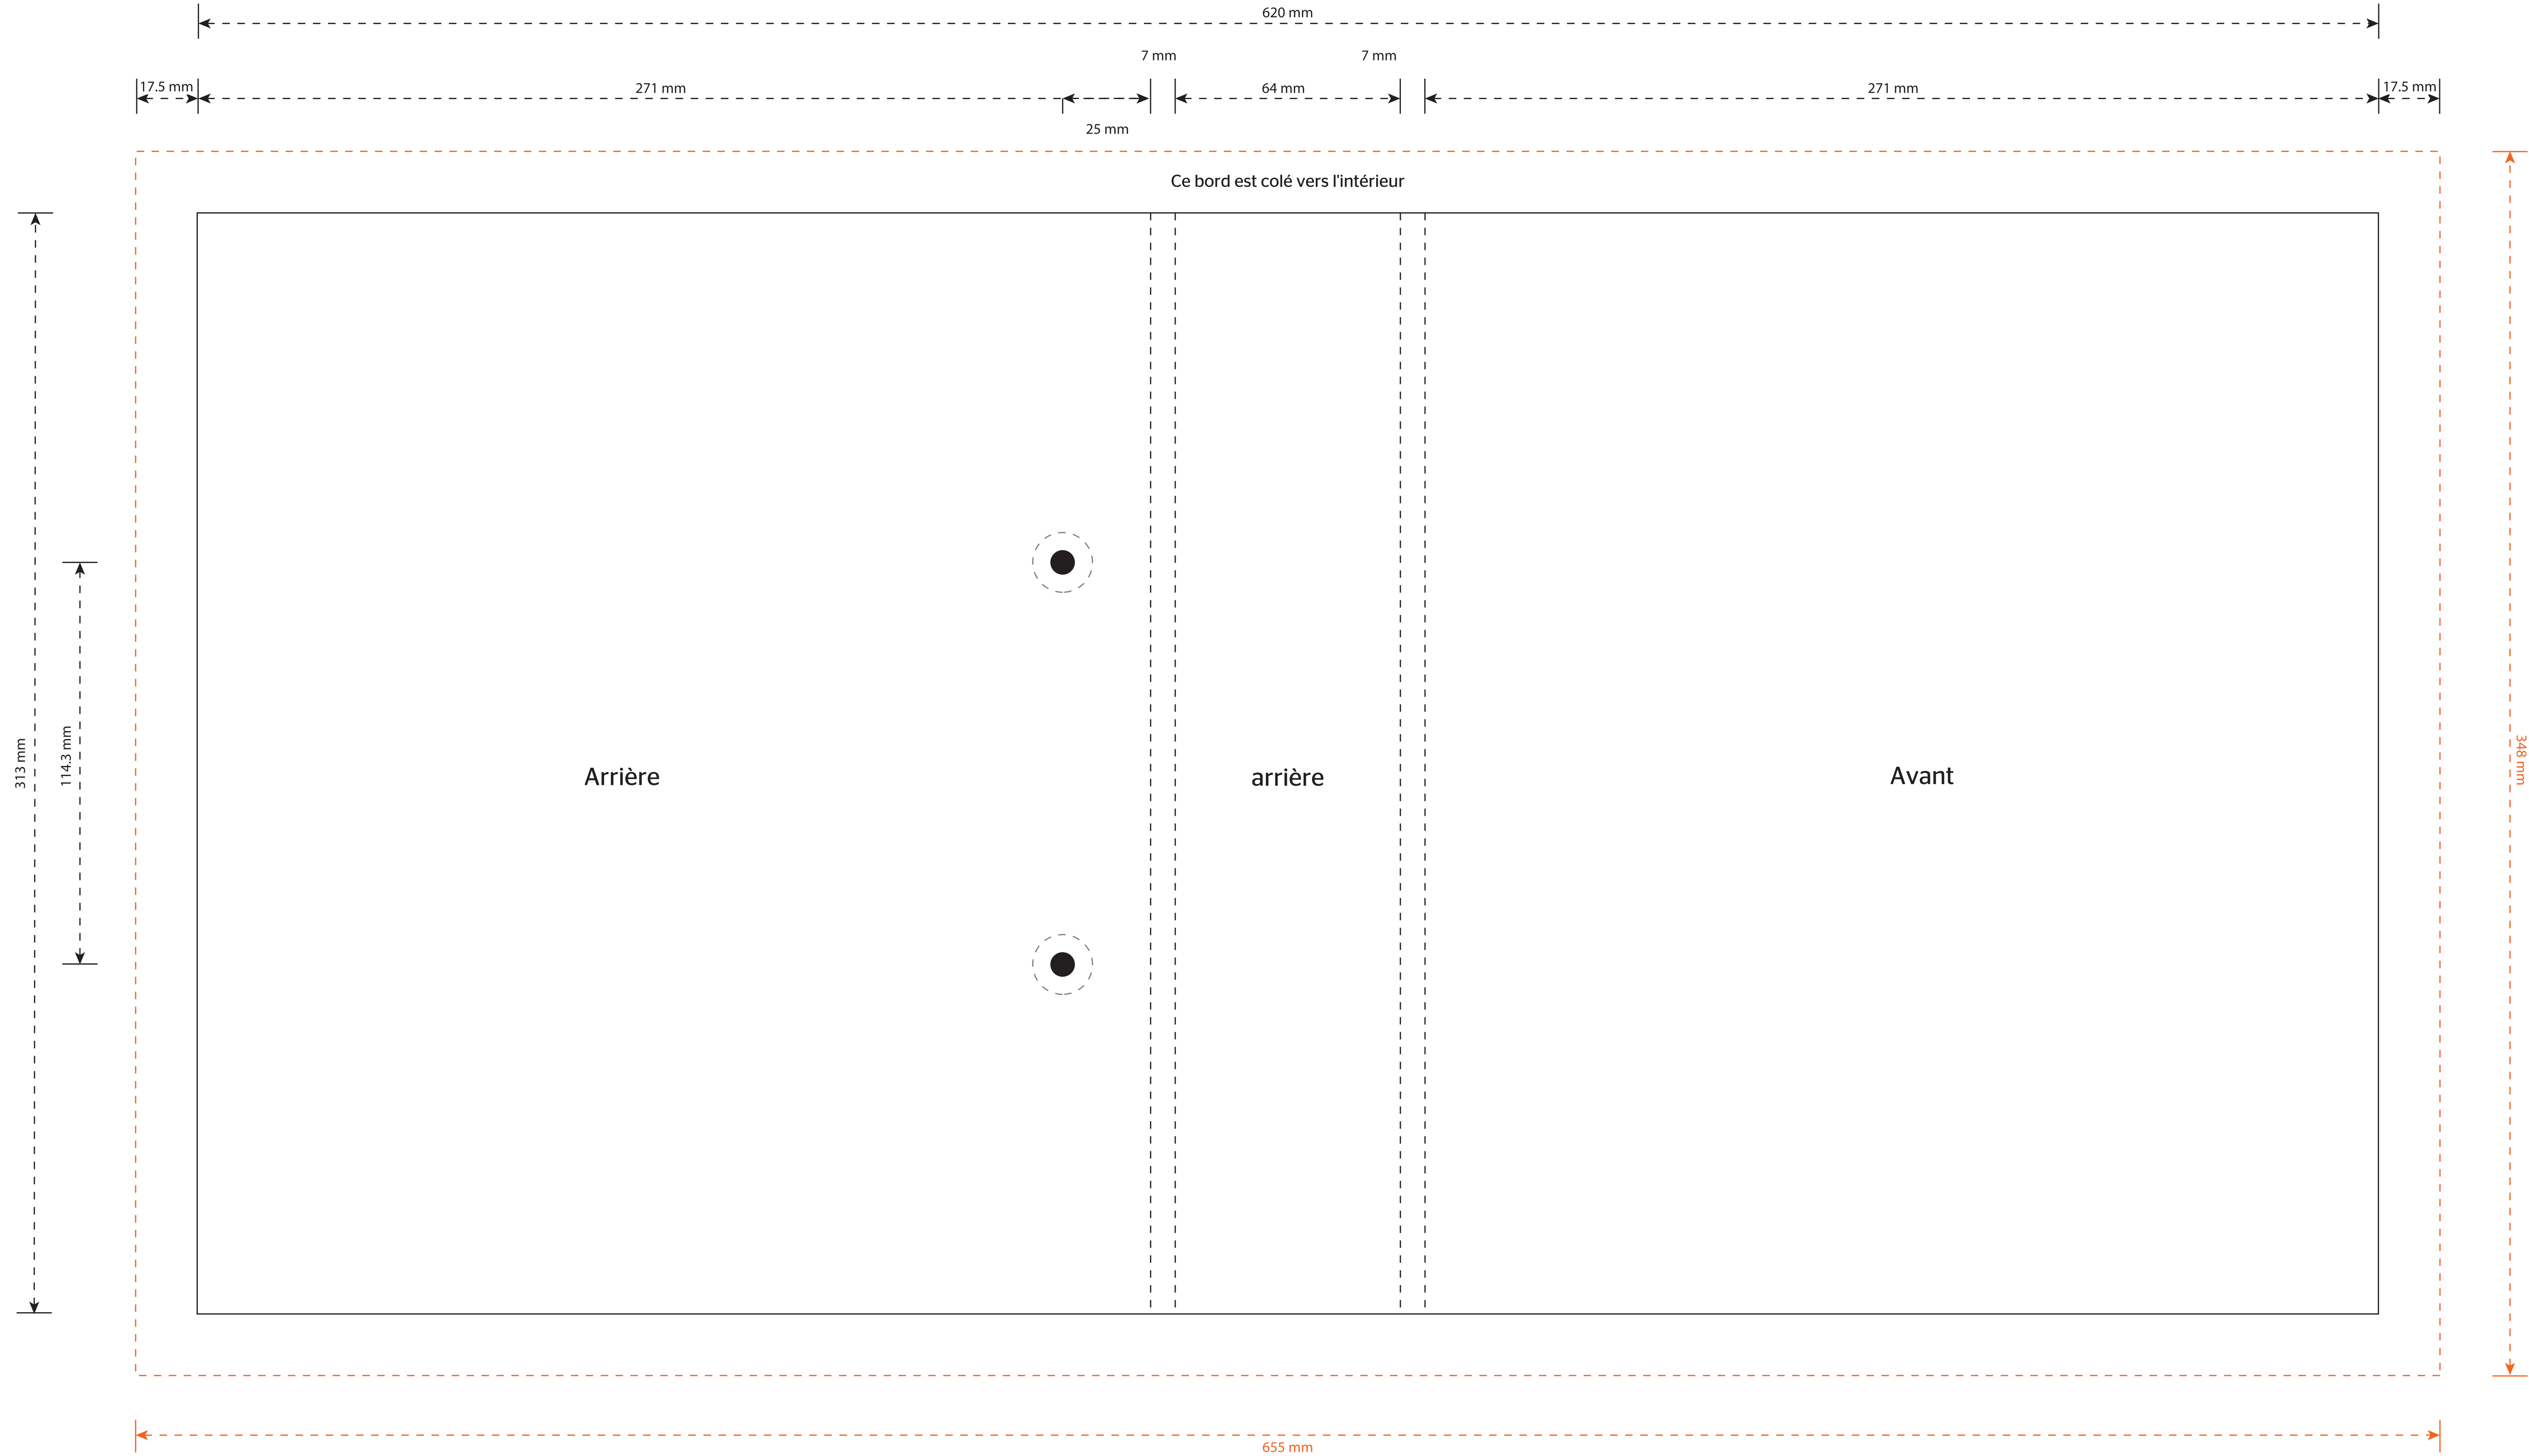 620 mm
7 mm
7 mm
17.5 mm
271 mm
64 mm
271 mm
17.5 mm
25 mm
Ce bord est colé vers l'intérieur
313 mm
114.3 mm
Arrière
arrière
Avant
348 mm
655 mm